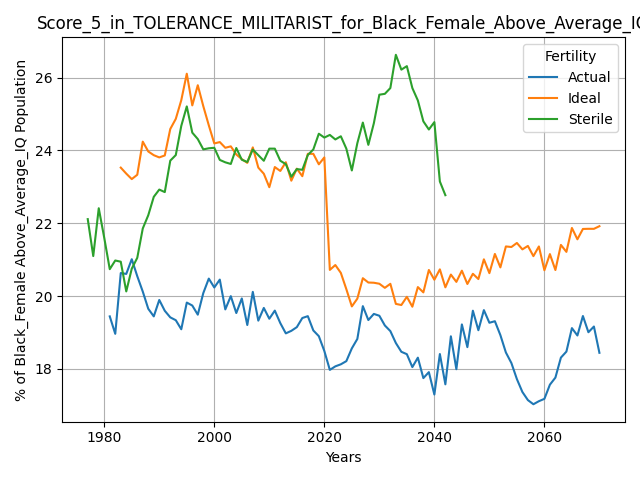 Score_5_in_TOLERANCE_MILITARIST_for_Black_Female_Above_Average_IQ
% of Black_Female Above_Average_IQ Population
26
24
22
20
18
Fertility
Actual
Ideal
Sterile
1980
2000
2020
2040
2060
Years